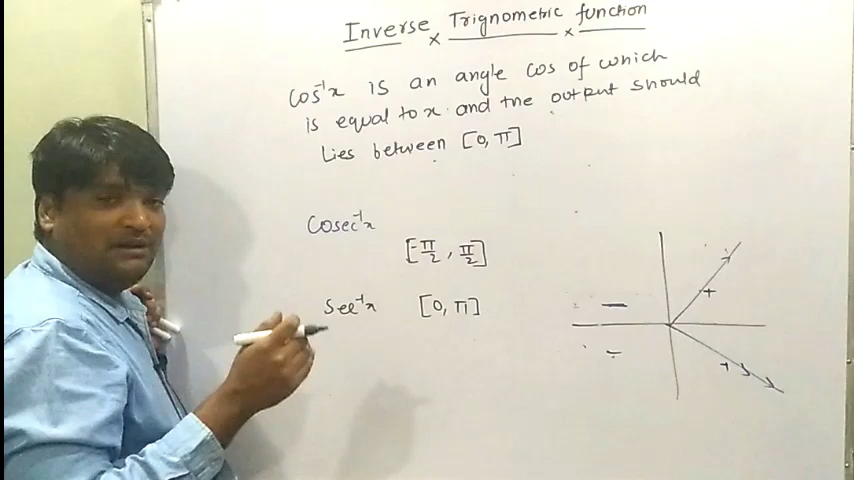 Inverse Trignometric function
Cos⁻¹x is an angle Cos of which
is equal to x and the output should
Lies between [0, π]
Cosec⁻¹x
[-π/2, π/2]
Sec⁻¹x [0, π]